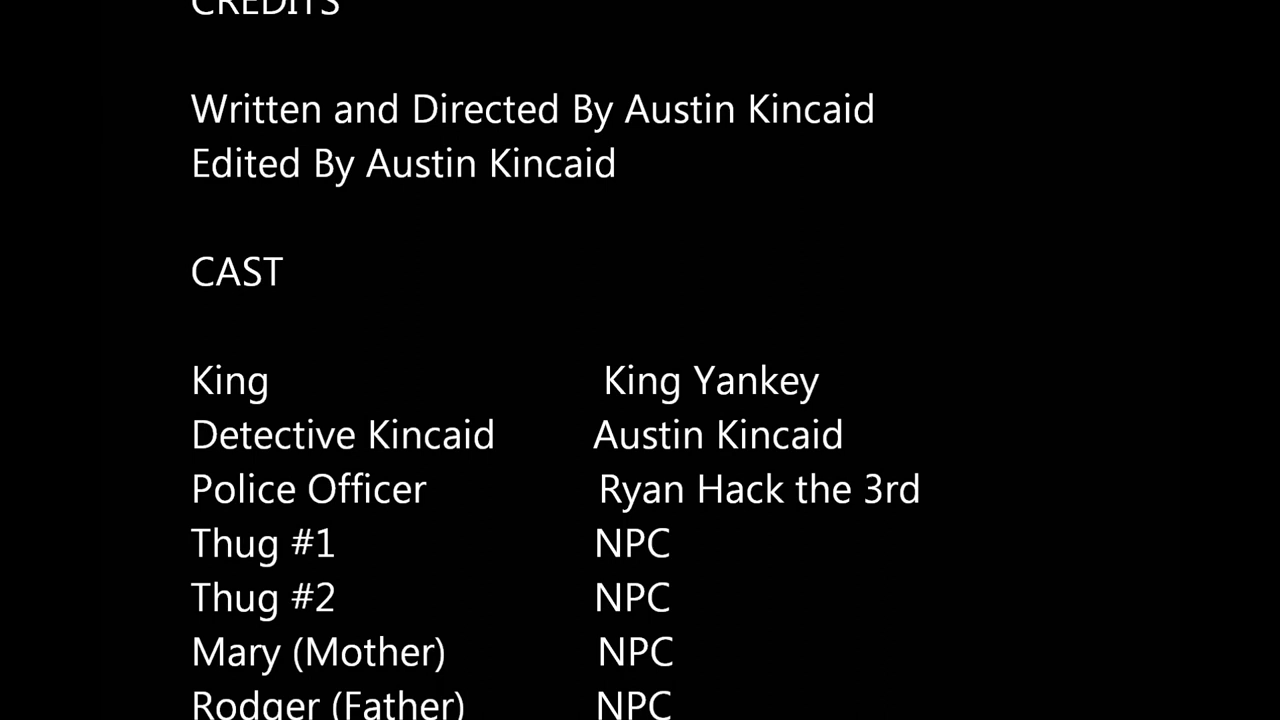 CREDITS
Written and Directed By Austin Kincaid
Edited By Austin Kincaid
CAST
King King Yankey
Detective Kincaid Austin Kincaid
Police Officer Ryan Hack the 3rd
Thug #1 NPC
Thug #2 NPC
Mary (Mother) NPC
Rodger (Father) NPC